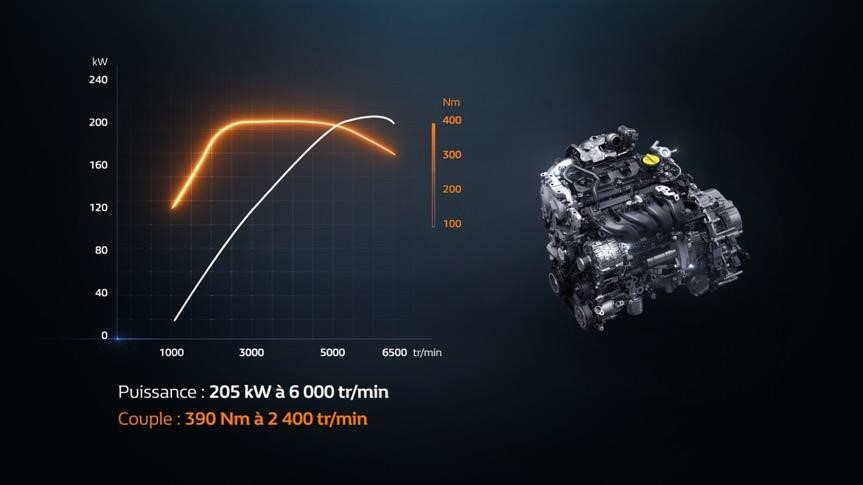 kW
240
200
160
120
80
40
0
Nm
400
300
200
100
1000 3000 5000 6500 tr/min
Puissance : 205 kW à 6 000 tr/min
Couple : 390 Nm à 2 400 tr/min